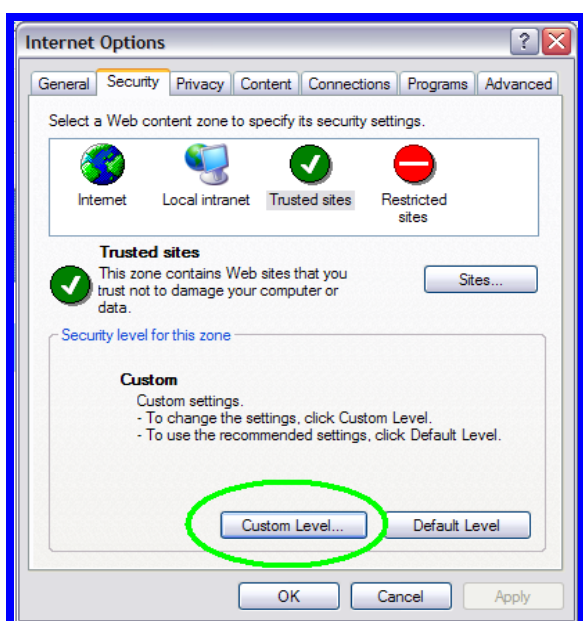 Internet Options
?
General Security Privacy Content Connections Programs Advanced
Select a Web content zone to specify its security settings.
Internet Local intranet Trusted sites Restricted
sites
Trusted sites
This zone contains Web sites that you
trust not to damage your computer or
data.
Sites...
Security level for this zone
Custom
Custom settings.
- To change the settings, click Custom Level.
- To use the recommended settings, click Default Level.
Custom Level... Default Level
OK Cancel Apply